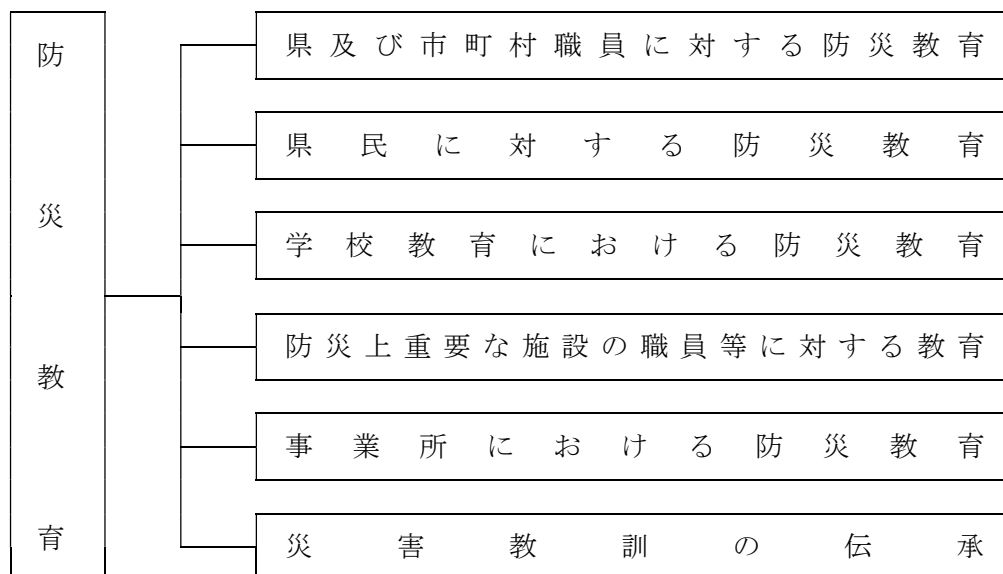 防災教育
県及び市町村職員に対する防災教育
県民に対する防災教育
学校教育における防災教育
防災上重要な施設の職員等に対する教育
事業所における防災教育
災害教訓の伝承